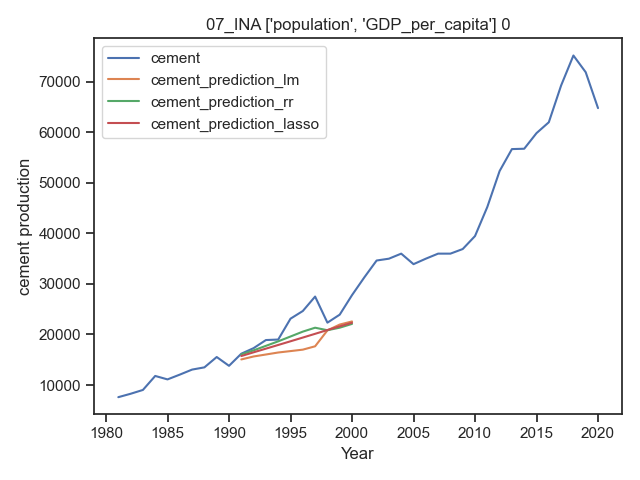 07_INA ['population', 'GDP_per_capita'] 0
cement
cement_prediction_lm
cement_prediction_rr
cement_prediction_lasso
cement production
70000
60000
50000
40000
30000
20000
10000
1980 1985 1990 1995 2000 2005 2010 2015 2020
Year